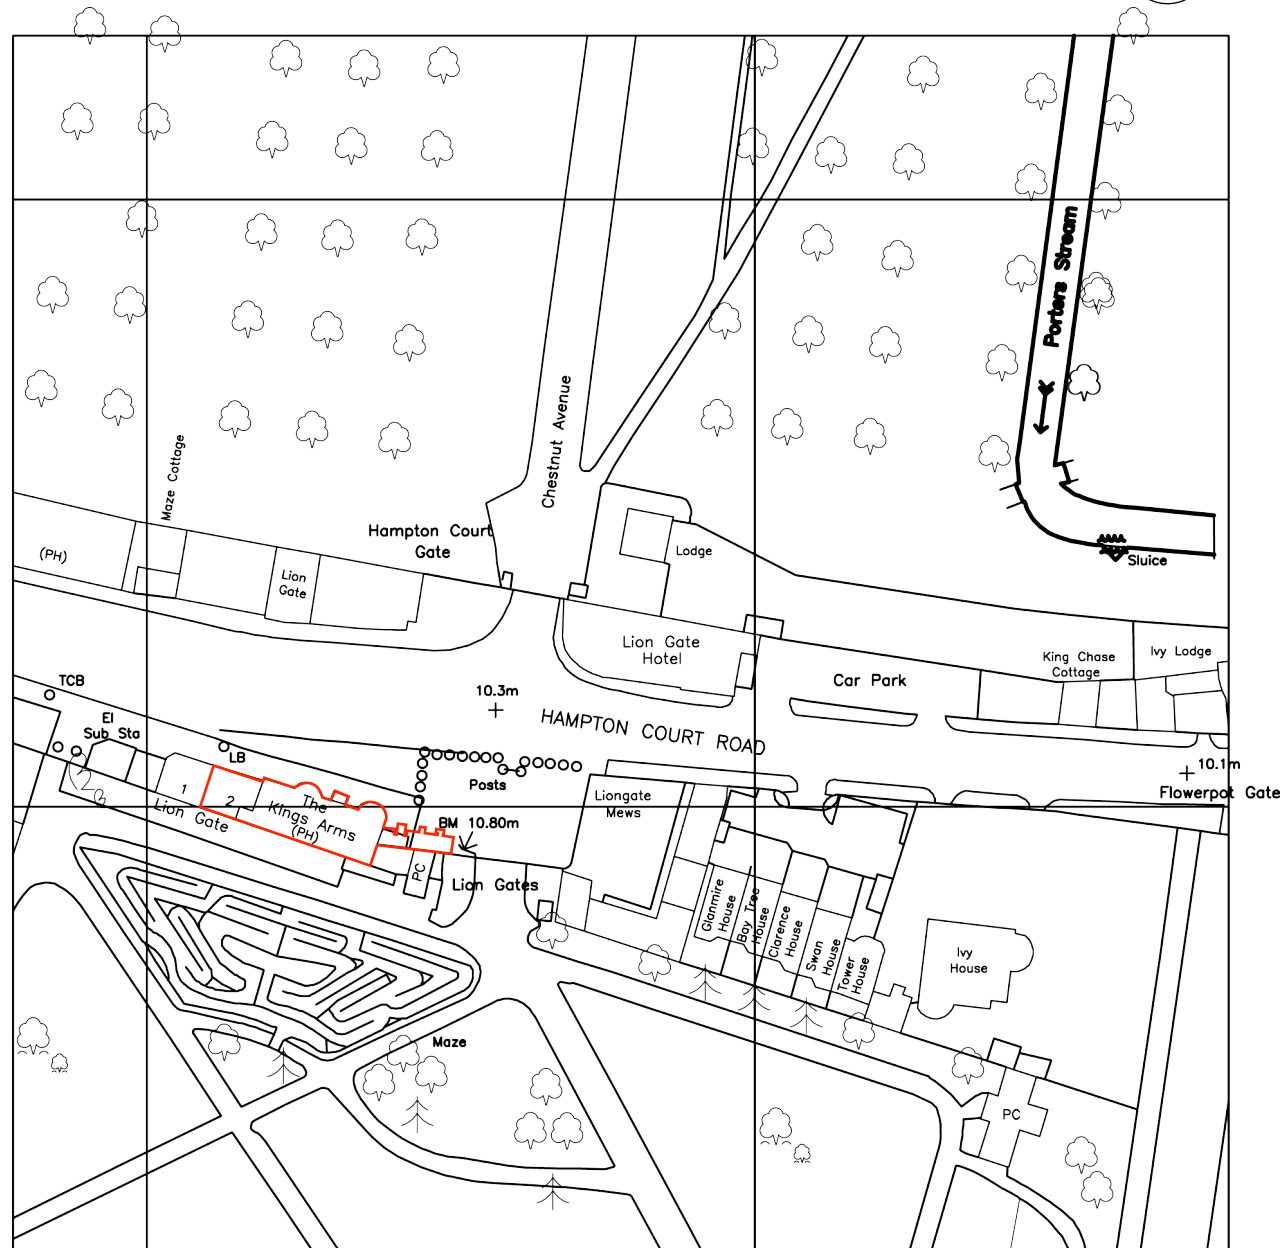 Porters Stream
Chestnut Avenue
Maze Cottage
Hampton Court
Gate
(PH)
Lion
Gate
Lodge
Sluice
Lion Gate
Hotel
King Chase
Cottage
Ivy Lodge
Car Park
TCB
10.3m
El
Sub Sta
HAMPTON COURT ROAD
LB
10.1m
Posts
Flowerpot Gate
1
2
The
Kings Arms
(PH)
Lion Gate
Liongate
Mews
BM 10.80m
PC
Lion Gates
Glanmire
House
Bay Tree
House
Clarence
House
Swan
House
Tower
House
Ivy
House
Maze
PC